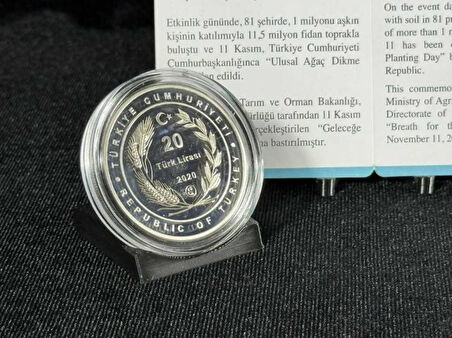 TÜRKİYE CUMHURİYETİ
20
Türk Lirası
2020
REPUBLIC OF TURKEY
Etkinlik gününde, 81 şehirde, 1 milyonu aşkın
kişinin katılımıyla 11,5 milyon fidan toprakla
buluştu ve 11 Kasım, Türkiye Cumhuriyeti
Cumhurbaşkanlığınca “Ulusal Ağaç Dikme
edildi.
Tarım ve Orman Bakanlığı,
tarafından 11 Kasım
“Geleceğe
bastırılmıştır.
On the event da
with soil in 81 p
of more than 1 m
11 has been
Planting Day” b
Republic.
This commemo
Ministry of Agr
Directorate of
“Breath for th
November 11, 2